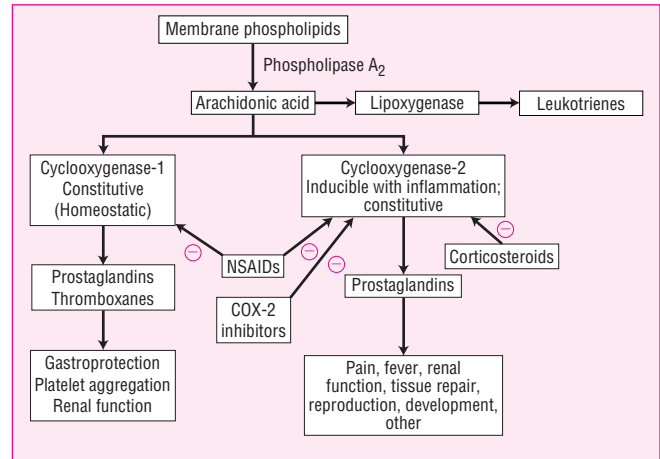 Membrane phospholipids
Phospholipase A₂
Arachidonic acid
Lipoxygenase
Leukotrienes
Cyclooxygenase-1
Constitutive
(Homeostatic)
Cyclooxygenase-2
Inducible with inflammation;
constitutive
NSAIDs
COX-2
inhibitors
Corticosteroids
Prostaglandins
Thromboxanes
Prostaglandins
Gastroprotection
Platelet aggregation
Renal function
Pain, fever, renal
function, tissue repair,
reproduction, development,
other